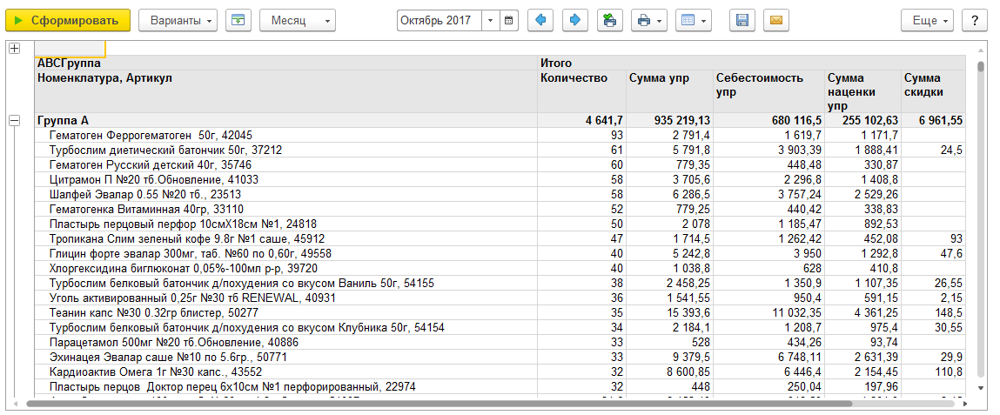 Сформировать Варианты Месяц Октябрь 2017 Еще ?
АВСГруппа Итого
Номенклатура, Артикул Количество Сумма упр Себестоимость упр Сумма наценки упр Сумма скидки
Группа А 4 641,7 935 219,13 680 116,5 255 102,63 6 961,55
Гематоген Феррогематоген 50г, 42045 93 2 791,4 1 619,7 1 171,7
Турбослим диетический батончик 50г, 37212 61 5 791,8 3 903,39 1 888,41 24,5
Гематоген Русский детский 40г, 35746 60 779,35 448,48 330,87
Цитрамон П №20 тб.Обновление, 41033 58 3 705,6 2 296,8 1 408,8
Шалфей Эвалар 0.55 №20 тб., 23513 58 6 286,5 3 757,24 2 529,26
Гематогенка Витаминная 40гр, 33110 52 779,25 440,42 338,83
Пластырь перцовый перфор 10смХ18см №1, 24818 50 2 078 1 185,47 892,53
Тропикана Слим зеленый кофе 9.8г №1 саше, 45912 47 1 714,5 1 262,42 452,08 93
Глицин форте эвалар 300мг, таб. №60 по 0,60г, 49558 40 5 242,8 3 950 1 292,8 47,6
Хлоргексидина биглюконат 0,05%-100мл р-р, 39720 40 1 038,8 628 410,8
Турбослим белковый батончик д/похудения со вкусом Ваниль 50г, 54155 38 2 458,25 1 350,9 1 107,35 26,55
Уголь активированный 0,25г №30 тб RENEWAL, 40931 36 1 541,55 950,4 591,15 2,15
Теанин капс №30 0.32гр блистер, 50277 35 15 393,6 11 032,35 4 361,25 148,5
Турбослим белковый батончик д/похудения со вкусом Клубника 50г, 54154 34 2 184,1 1 208,7 975,4 30,55
Парацетамол 500мг №20 тб.Обновление, 40886 33 528 434,26 93,74
Эхинацея Эвалар саше №10 по 5.6гр., 50771 33 9 379,5 6 748,11 2 631,39 29,9
Кардиоактив Омега 1г №30 капс., 43552 32 8 600,85 6 446,4 2 154,45 110,8
Пластырь перцов Доктор перец 6х10см №1 перфорированный, 22974 32 448 250,04 197,96